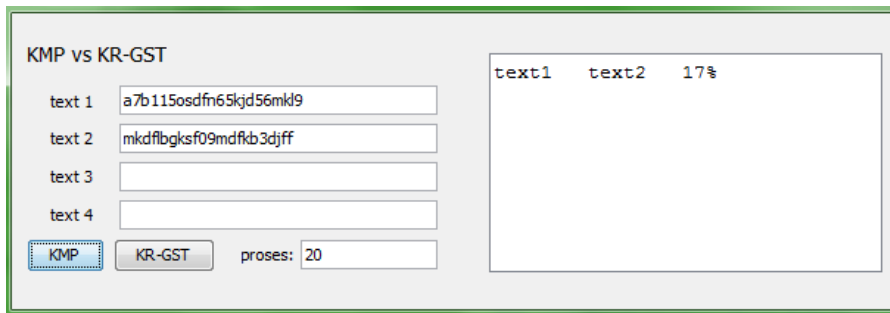 KMP vs KR-GST
text 1 a7b115osdfn65kjd56mkl9
text 2 mkdflbgksf09mdfkb3djff
text 3
text 4
KMP KR-GST proses: 20
text1 text2 17%